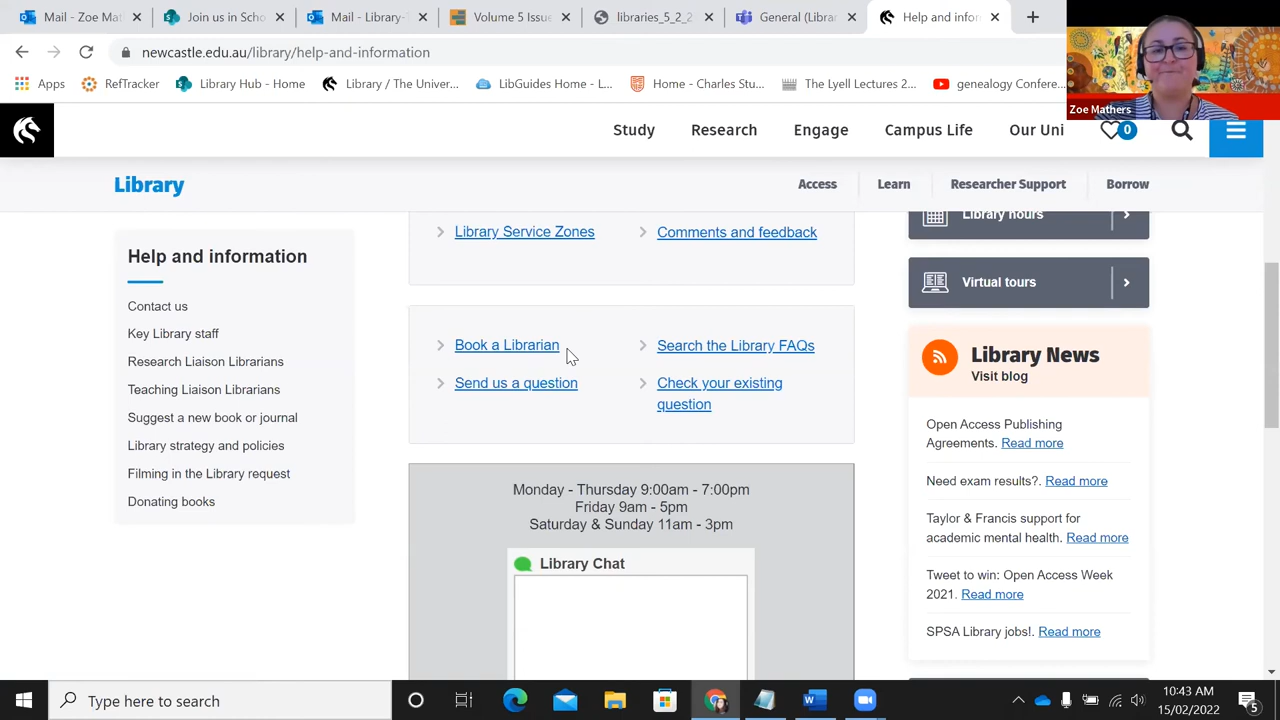 Mail - Zoe Mat
Join us in Scho
Mail - Library-T
Volume 5 Issue
libraries_5_2_2
General (Librar
Help and infor
newcastle.edu.au/library/help-and-information
Apps
RefTracker
Library Hub - Home
Library / The Univer...
LibGuides Home - L...
Home - Charles Stu...
The Lyell Lectures 2...
genealogy Confere...
Zoe Mathers
Study
Research
Engage
Campus Life
Our Uni
0
Library
Access
Learn
Researcher Support
Borrow
Help and information
Contact us
Key Library staff
Research Liaison Librarians
Teaching Liaison Librarians
Suggest a new book or journal
Library strategy and policies
Filming in the Library request
Donating books
Library Service Zones
Comments and feedback
Book a Librarian
Search the Library FAQs
Send us a question
Check your existing
question
Monday - Thursday 9:00am - 7:00pm
Friday 9am - 5pm
Saturday & Sunday 11am - 3pm
Library Chat
Library hours
Virtual tours
Library News
Visit blog
Open Access Publishing
Agreements. Read more
Need exam results?. Read more
Taylor & Francis support for
academic mental health. Read more
Tweet to win: Open Access Week
2021. Read more
SPSA Library jobs!. Read more
Type here to search
10:43 AM
15/02/2022
5